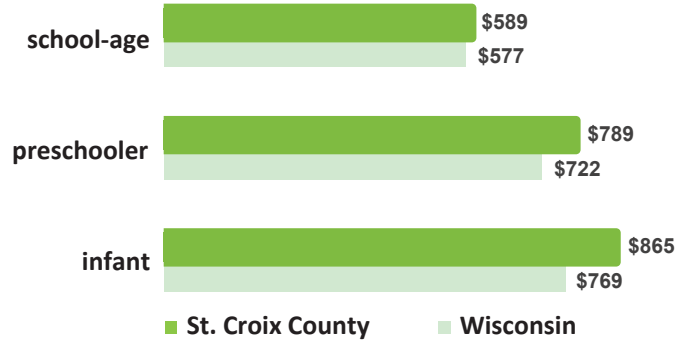 school-age
$589
$577
preschooler
$789
$722
infant
$865
$769
St. Croix County
Wisconsin